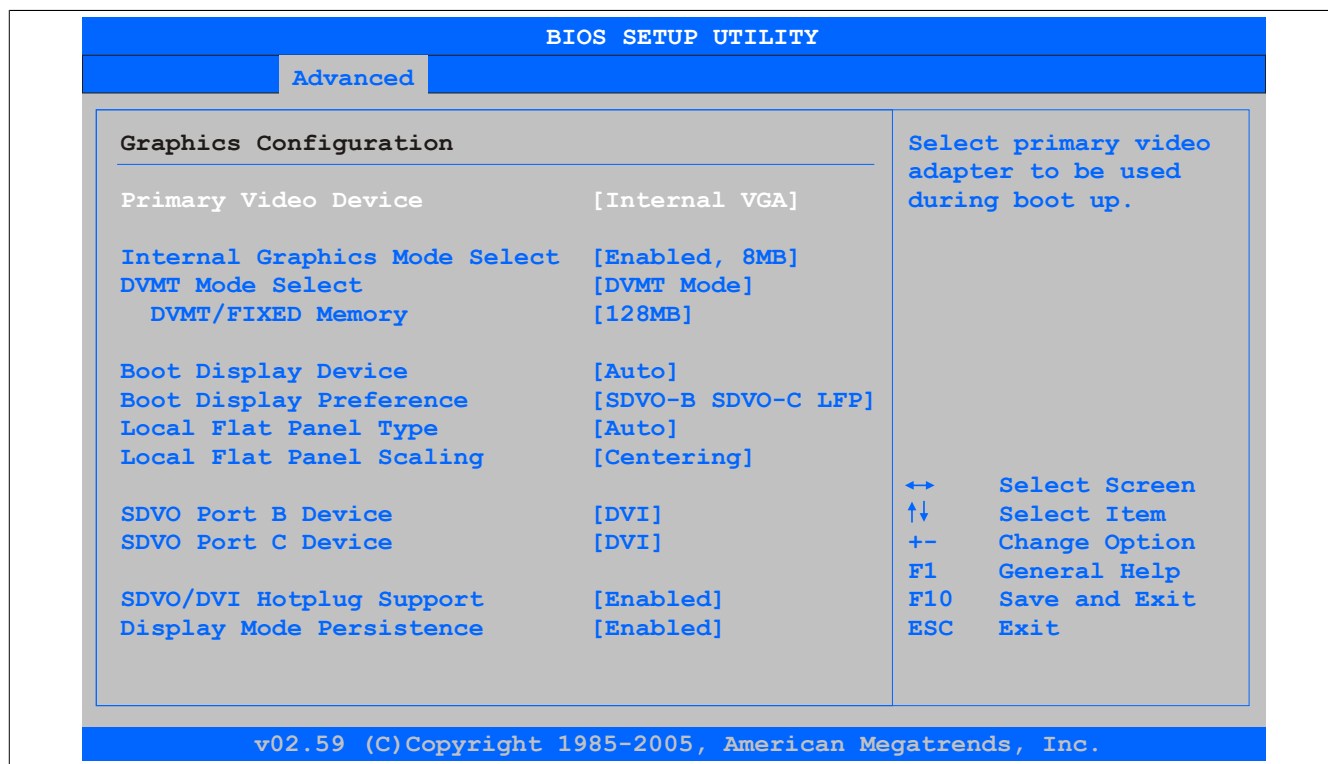 BIOS SETUP UTILITY
Advanced
Graphics Configuration
Primary Video Device [Internal VGA]
Internal Graphics Mode Select [Enabled, 8MB]
DVMT Mode Select [DVMT Mode]
DVMT/FIXED Memory [128MB]
Boot Display Device [Auto]
Boot Display Preference [SDVO-B SDVO-C LFP]
Local Flat Panel Type [Auto]
Local Flat Panel Scaling [Centering]
SDVO Port B Device [DVI]
SDVO Port C Device [DVI]
SDVO/DVI Hotplug Support [Enabled]
Display Mode Persistence [Enabled]
Select primary video
adapter to be used
during boot up.
↔ Select Screen
↑↓ Select Item
+- Change Option
F1 General Help
F10 Save and Exit
ESC Exit
v02.59 (C)Copyright 1985-2005, American Megatrends, Inc.